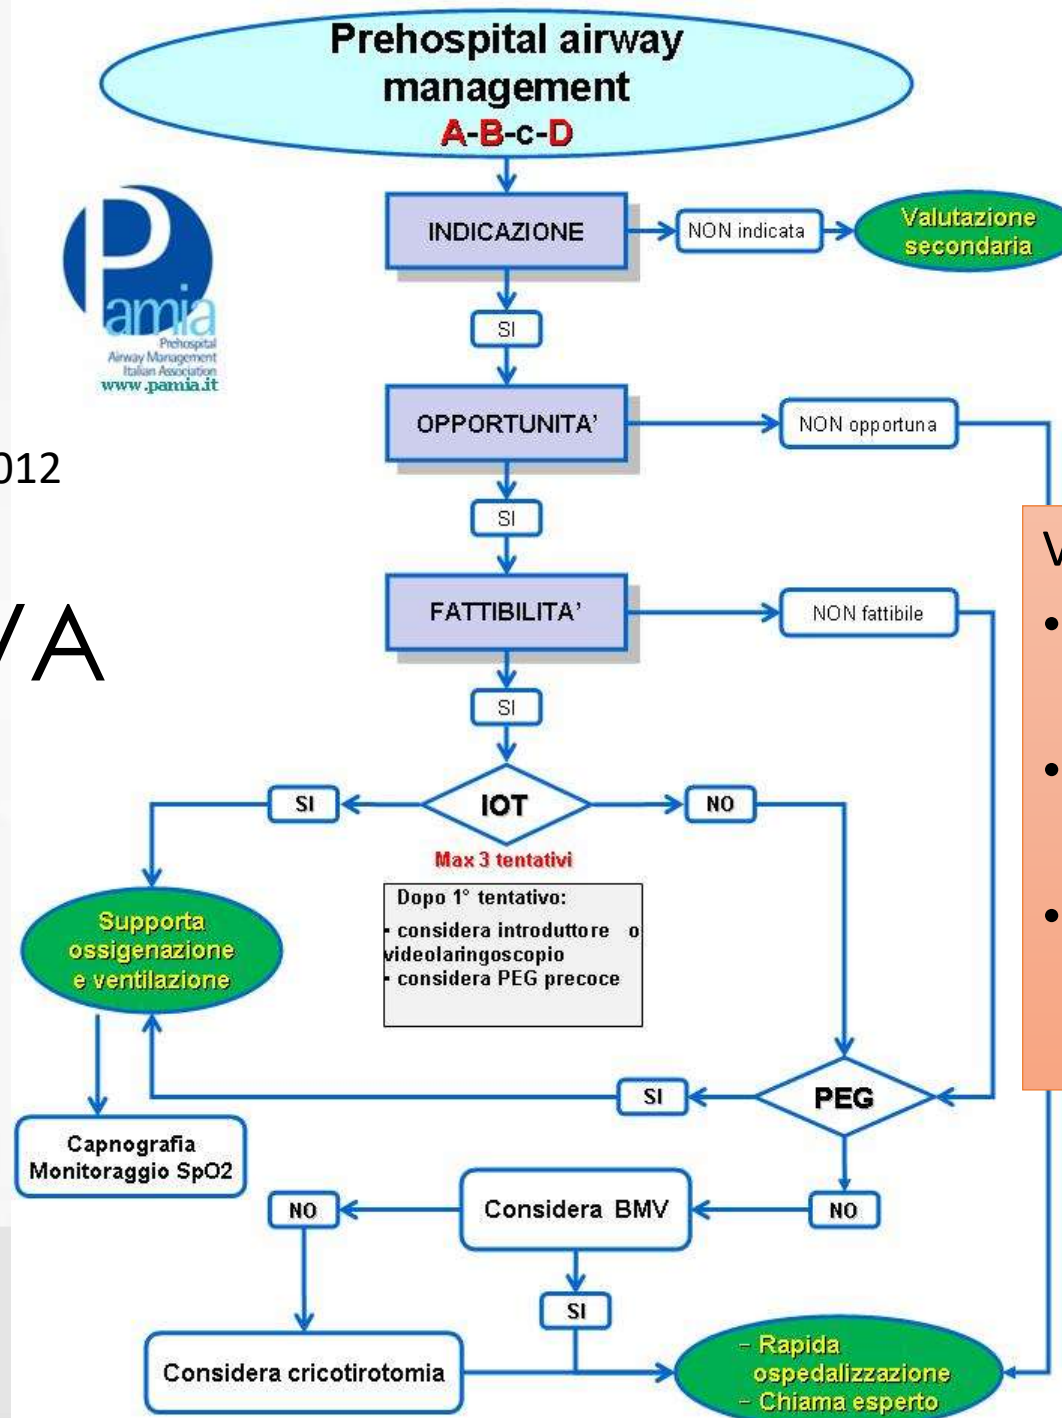 Prehospital airway
management
A-B-c-D
INDICAZIONE
NON indicata
Valutazione
secondaria
Pamia
Prehospital
Airway Management
Italian Association
www.pamia.it
SI
OPPORTUNITA’
NON opportuna
012
SI
V
FATTIBILITA’
NON fattibile
VA
•
SI
SI
IOT
NO
•
Max 3 tentativi
Dopo 1° tentativo:
- considera introduttore o
videolaringoscopio
- considera PEG precoce
•
Supporta
ossigenazione
e ventilazione
SI
PEG
Capnografia
Monitoraggio SpO2
NO
Considera BMV
NO
SI
Considera cricotirotomia
- Rapida
ospedalizzazione
- Chiama esperto